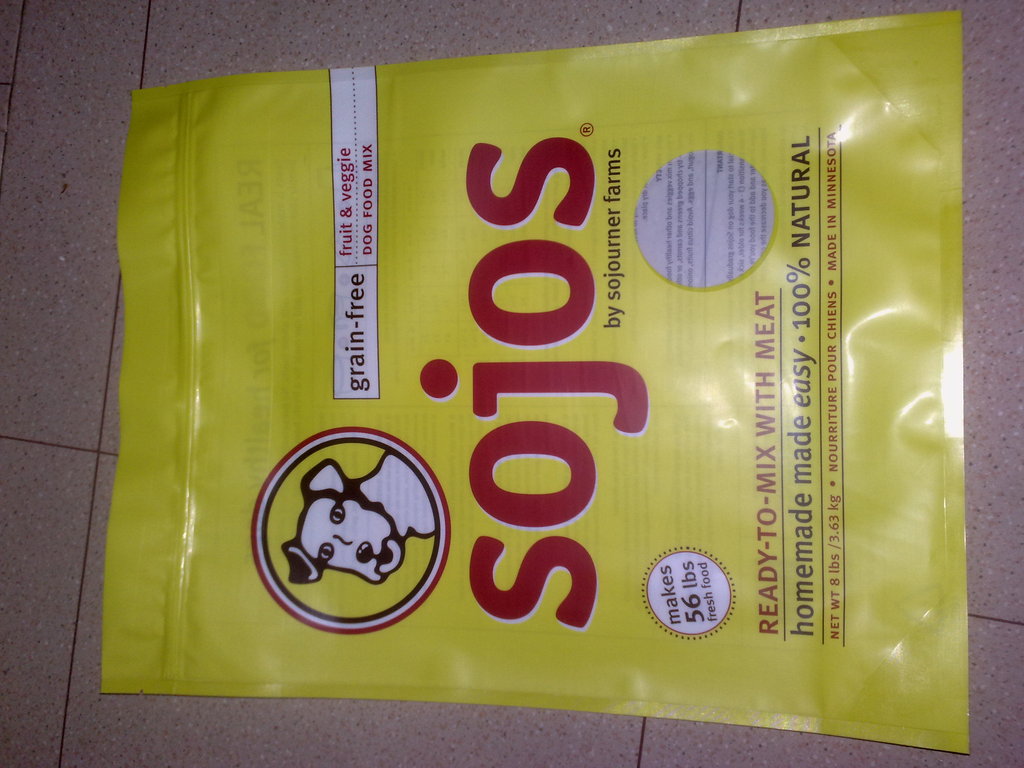 grain-free
fruit & veggie
DOG FOOD MIX
sojos®
by sojourner farms
makes
56 lbs
fresh food
READY-TO-MIX WITH MEAT
homemade made easy • 100% NATURAL
NET WT 8 lbs / 3.63 kg • NOURRITURE POUR CHIENS • MADE IN MINNESOTA